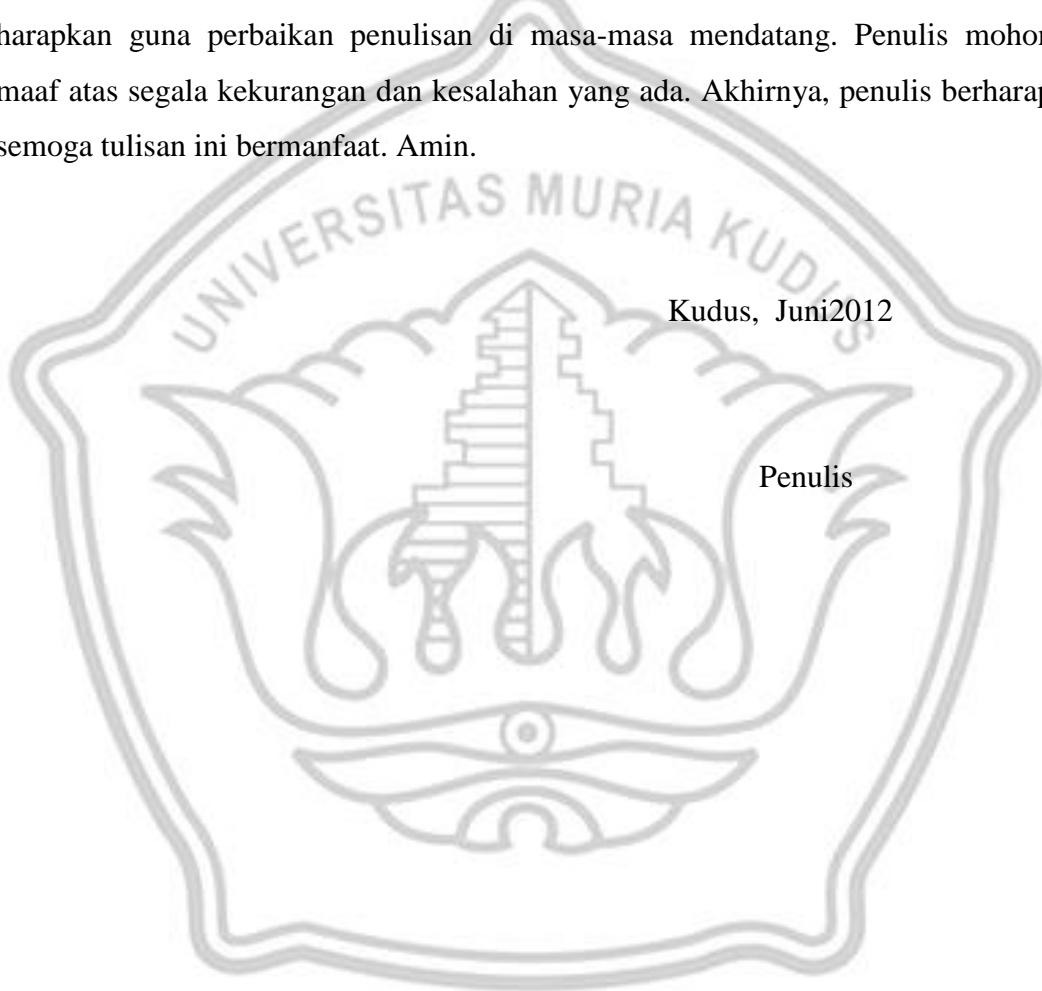 harapkan guna perbaikan penulisan di masa-masa mendatang. Penulis mohon
maaf atas segala kekurangan dan kesalahan yang ada. Akhirnya, penulis berharap
semoga tulisan ini bermanfaat. Amin.
UNIVERSITAS MURIA KUDUS
Kudus, Juni2012
Penulis